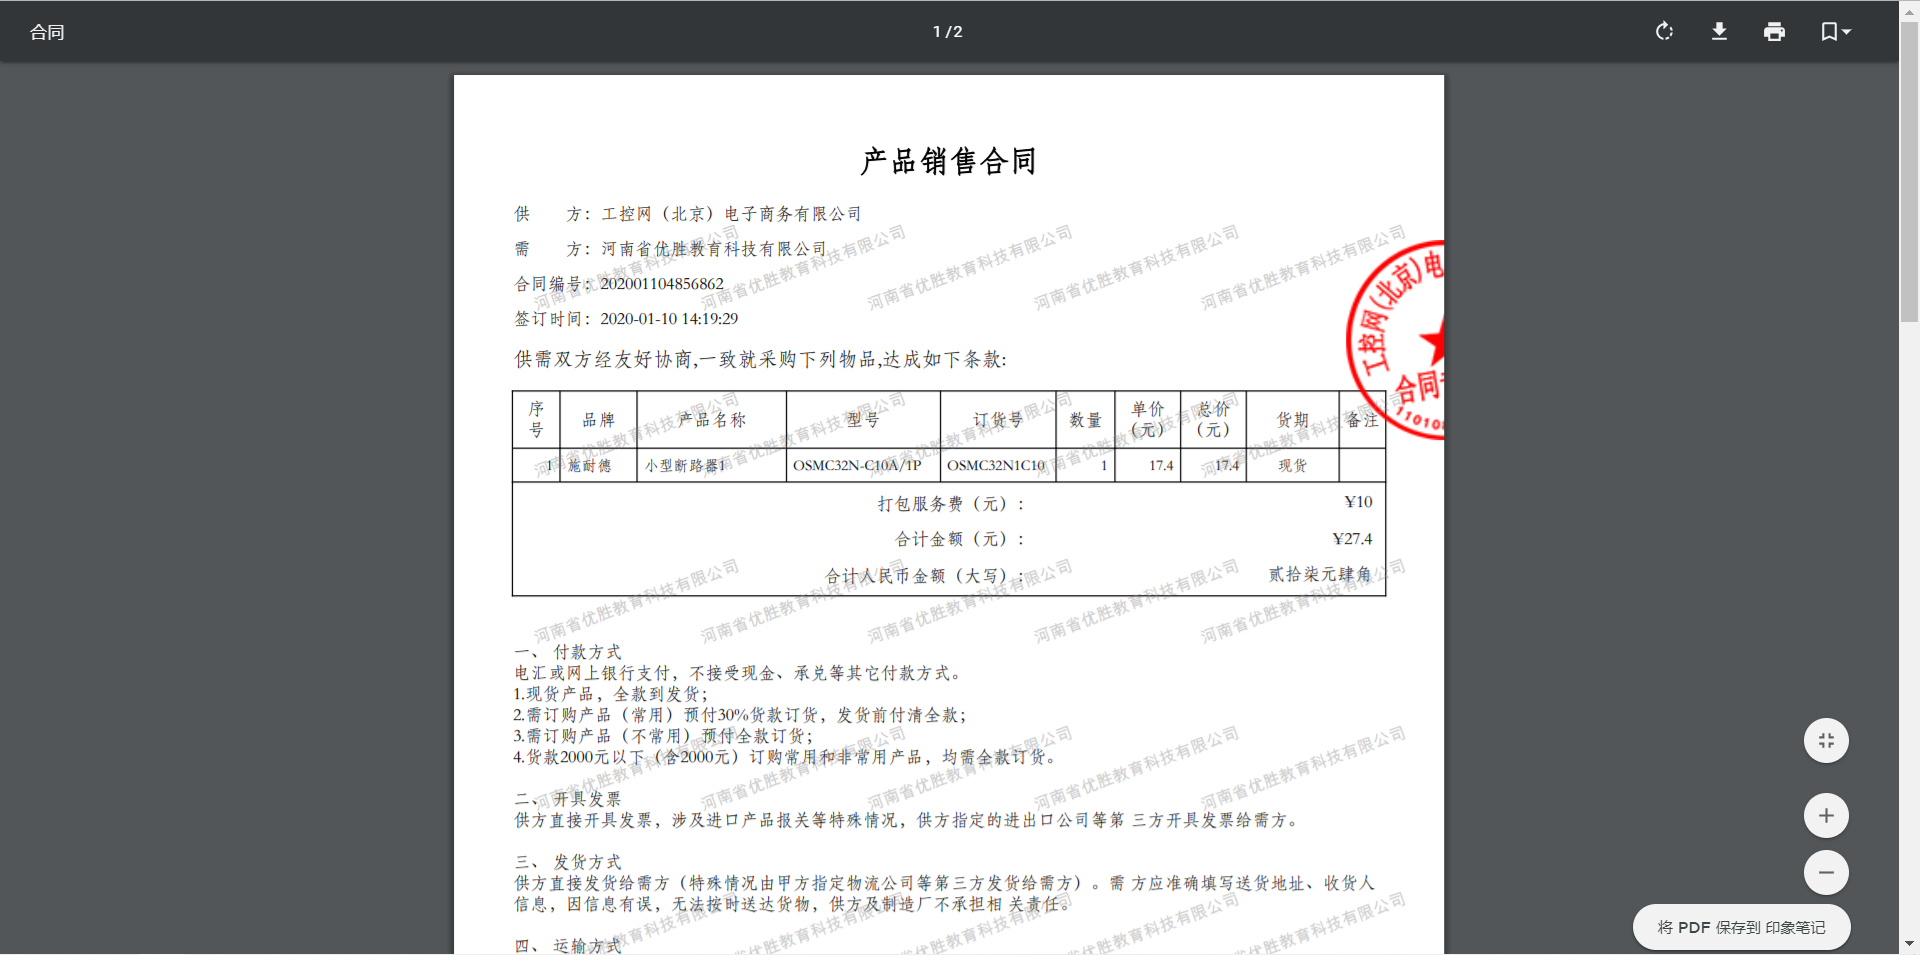 合同
1 / 2
产品销售合同
供 方：工控网（北京）电子商务有限公司
需 方：河南省优胜教育科技有限公司
合同编号：202001104856862
签订时间：2020-01-10 14:19:29
供需双方经友好协商,一致就采购下列物品,达成如下条款:
工控网(北京)电
合同
11010
序号 品牌 产品名称 型号 订货号 数量 单价（元） 总价（元） 货期 备注
1 施耐德 小型断路器1 OSMC32N-C10A/1P OSMC32N1C10 1 17.4 17.4 现货
打包服务费（元）： ¥10
合计金额（元）： ¥27.4
合计人民币金额（大写）： 贰拾柒元肆角
一、 付款方式
电汇或网上银行支付，不接受现金、承兑等其它付款方式。
1.现货产品，全款到发货；
2.需订购产品（常用）预付30%货款订货，发货前付清全款；
3.需订购产品（不常用）预付全款订货；
4.货款2000元以下（含2000元）订购常用和非常用产品，均需全款订货。
二、 开具发票
供方直接开具发票，涉及进口产品报关等特殊情况，供方指定的进出口公司等第 三方开具发票给需方。
三、 发货方式
供方直接发货给需方（特殊情况由甲方指定物流公司等第三方发货给需方）。需 方应准确填写送货地址、收货人
信息，因信息有误，无法按时送达货物，供方及制造厂不承担相 关责任。
四、 运输方式
河南省优胜教育科技有限公司
将 PDF 保存到 印象笔记